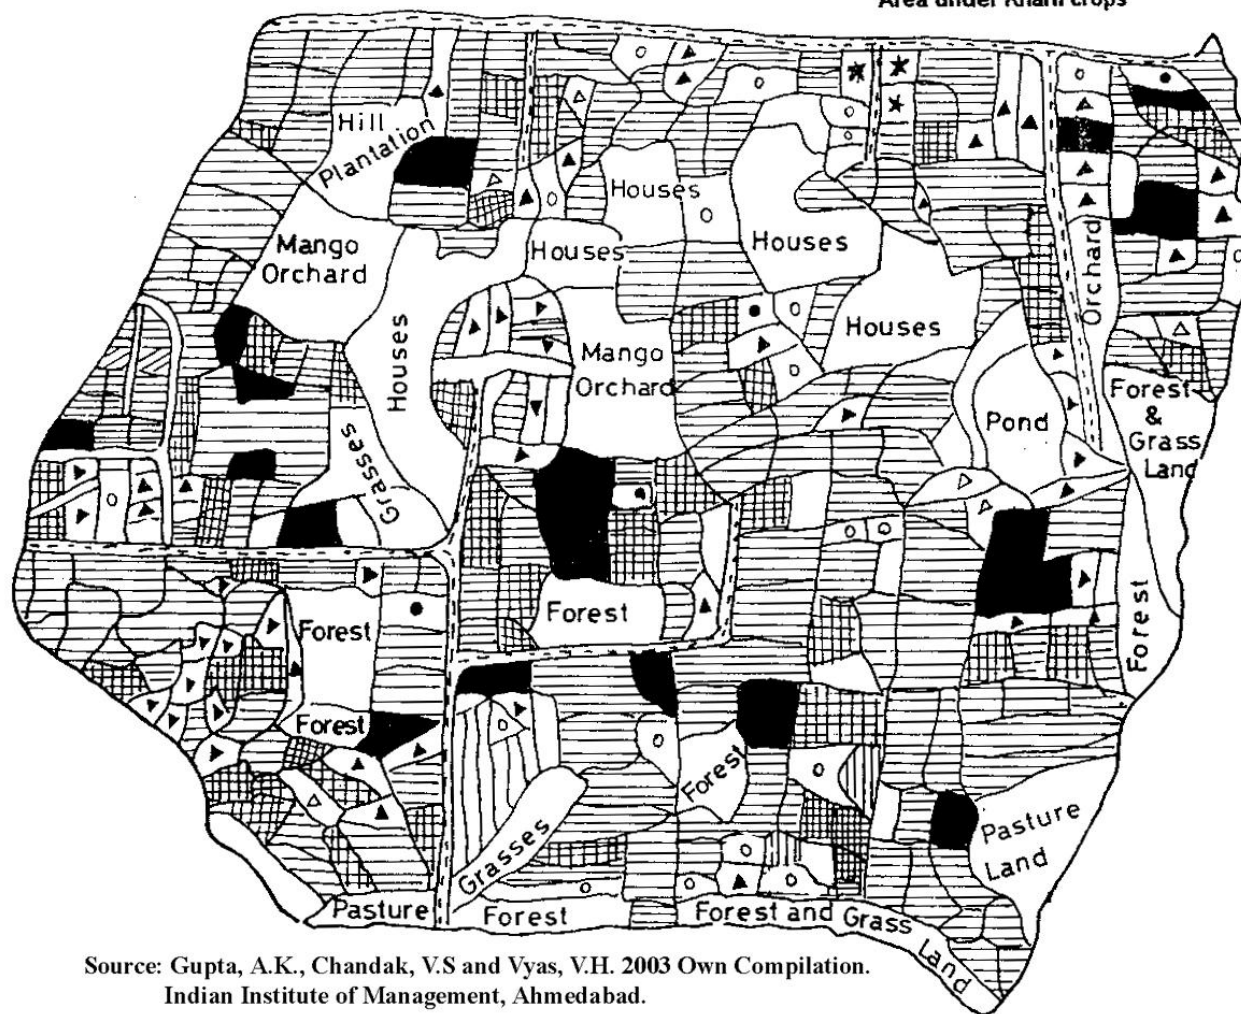 Area under Kharif crops
Hill
Plantation
Houses
Mango
Orchard
Houses
Houses
Orchard
Houses
Houses
Mango
Orchard
Forest
&
Grass
Land
Pond
Grasses
Grasses
Forest
Forest
Forest
Forest
Forest
Pasture
Land
Grasses
Pasture
Forest
Forest and Grass Land
Source: Gupta, A.K., Chandak, V.S and Vyas, V.H. 2003 Own Compilation.
Indian Institute of Management, Ahmedabad.